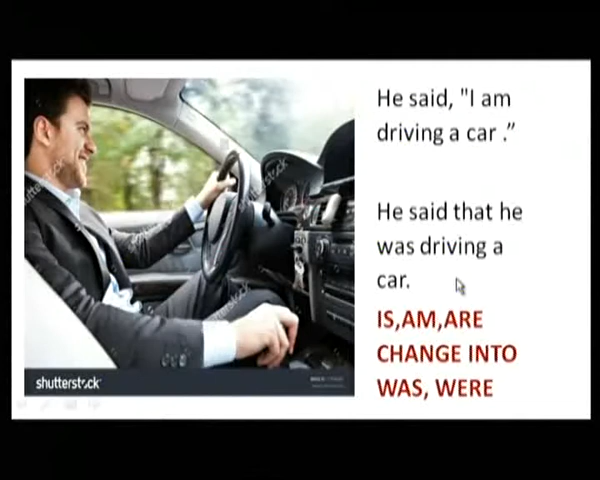 He said, "I am
driving a car .”
He said that he
was driving a
car.
IS,AM,ARE
CHANGE INTO
WAS, WERE
shutterstock